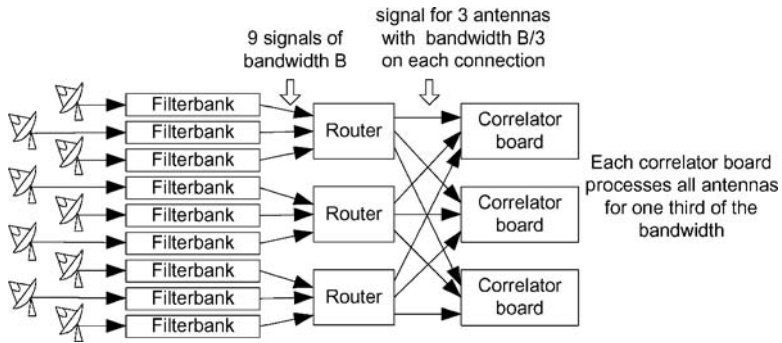 signal for 3 antennas
with bandwidth B/3
on each connection
9 signals of
bandwidth B
Filterbank
Filterbank
Filterbank
Filterbank
Filterbank
Filterbank
Filterbank
Filterbank
Filterbank
Router
Router
Router
Correlator
board
Correlator
board
Correlator
board
Each correlator board
processes all antennas
for one third of the
bandwidth